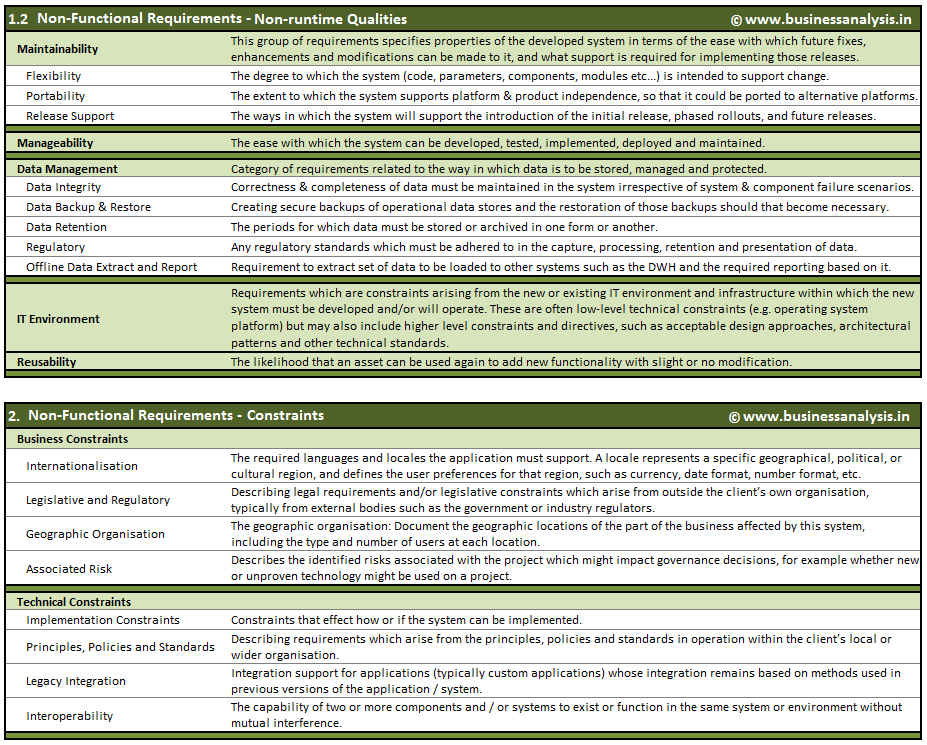 1.2 Non-Functional Requirements - Non-runtime Qualities © www.businessanalysis.in
Maintainability
This group of requirements specifies properties of the developed system in terms of the ease with which future fixes,
enhancements and modifications can be made to it, and what support is required for implementing those releases.
Flexibility The degree to which the system (code, parameters, components, modules etc...) is intended to support change.
Portability The extent to which the system supports platform & product independence, so that it could be ported to alternative platforms.
Release Support The ways in which the system will support the introduction of the initial release, phased rollouts, and future releases.
Manageability The ease with which the system can be developed, tested, implemented, deployed and maintained.
Data Management Category of requirements related to the way in which data is to be stored, managed and protected.
Data Integrity Correctness & completeness of data must be maintained in the system irrespective of system & component failure scenarios.
Data Backup & Restore Creating secure backups of operational data stores and the restoration of those backups should that become necessary.
Data Retention The periods for which data must be stored or archived in one form or another.
Regulatory Any regulatory standards which must be adhered to in the capture, processing, retention and presentation of data.
Offline Data Extract and Report Requirement to extract set of data to be loaded to other systems such as the DWH and the required reporting based on it.
IT Environment
Requirements which are constraints arising from the new or existing IT environment and infrastructure within which the new
system must be developed and/or will operate. These are often low-level technical constraints (e.g. operating system
platform) but may also include higher level constraints and directives, such as acceptable design approaches, architectural
patterns and other technical standards.
Reusability The likelihood that an asset can be used again to add new functionality with slight or no modification.
2. Non-Functional Requirements - Constraints © www.businessanalysis.in
Business Constraints
Internationalisation
The required languages and locales the application must support. A locale represents a specific geographical, political, or
cultural region, and defines the user preferences for that region, such as currency, date format, number format, etc.
Legislative and Regulatory
Describing legal requirements and/or legislative constraints which arise from outside the client's own organisation,
typically from external bodies such as the government or industry regulators.
Geographic Organisation
The geographic organisation: Document the geographic locations of the part of the business affected by this system,
including the type and number of users at each location.
Associated Risk
Describes the identified risks associated with the project which might impact governance decisions, for example whether new
or unproven technology might be used on a project.
Technical Constraints
Implementation Constraints Constraints that effect how or if the system can be implemented.
Principles, Policies and Standards
Describing requirements which arise from the principles, policies and standards in operation within the client's local or
wider organisation.
Legacy Integration
Integration support for applications (typically custom applications) whose integration remains based on methods used in
previous versions of the application / system.
Interoperability
The capability of two or more components and / or systems to exist or function in the same system or environment without
mutual interference.